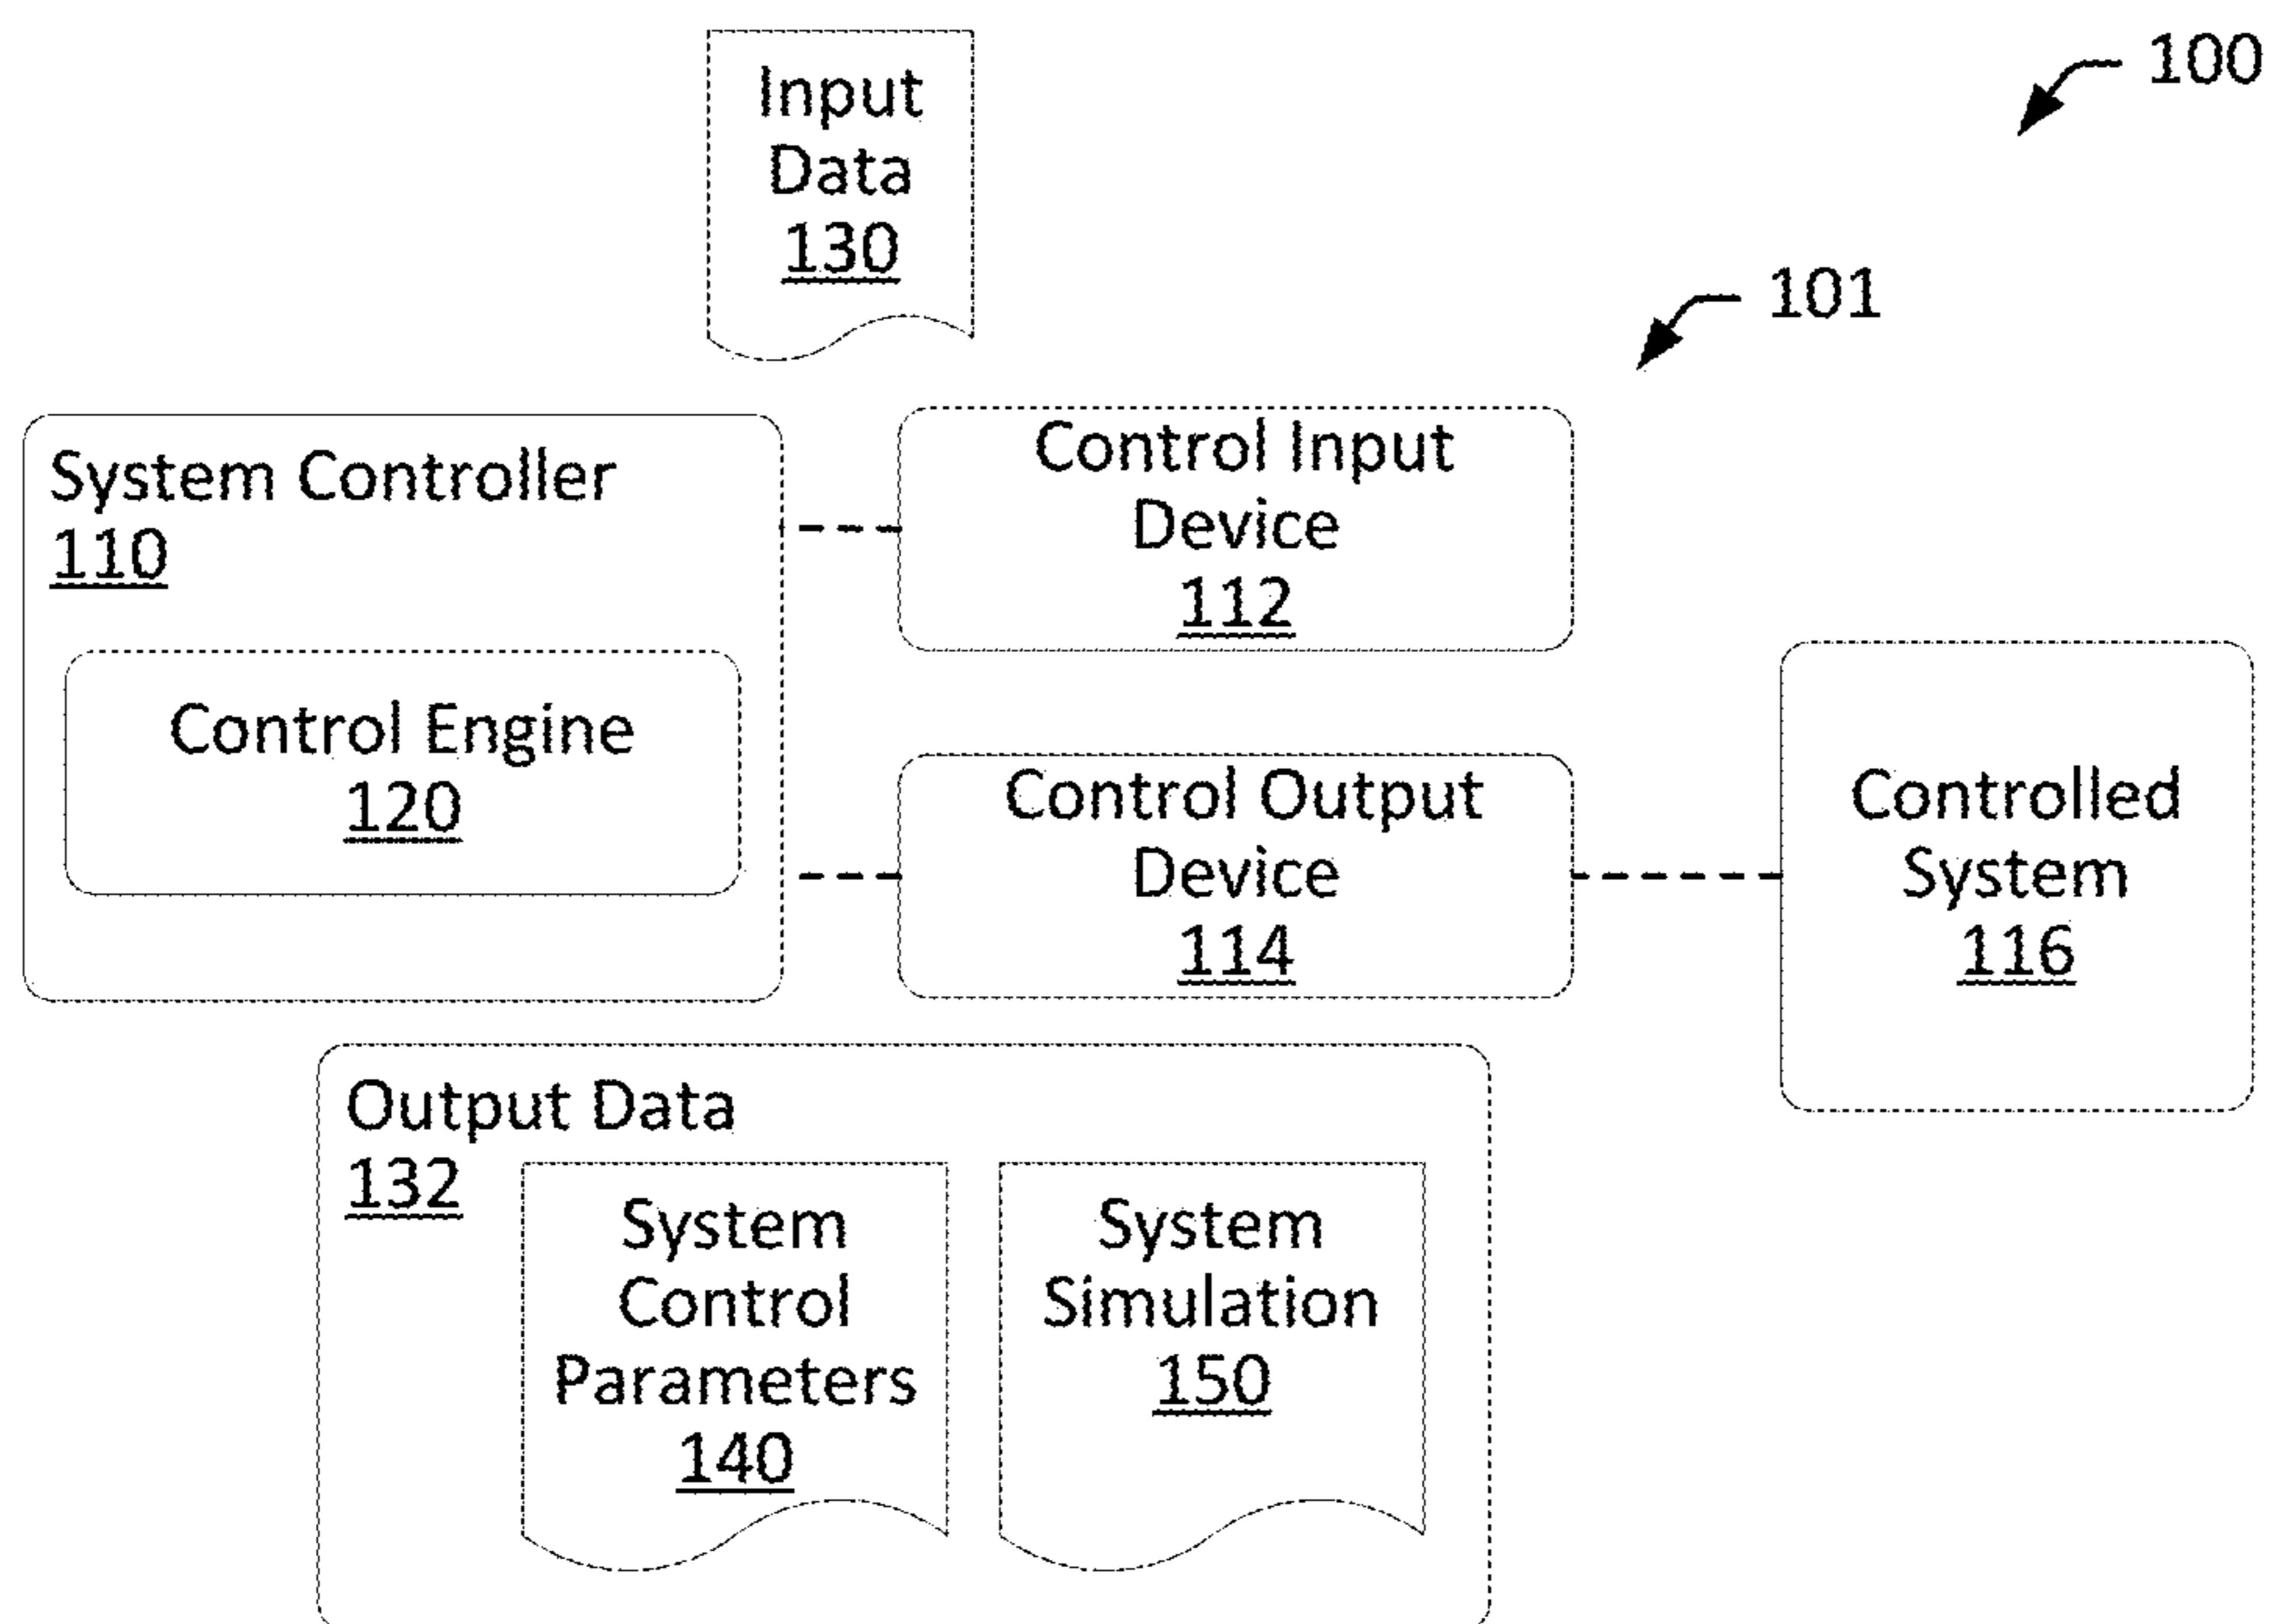 100
Input
Data
130
101
System Controller
110
Control Input
Device
112
Control Engine
120
Control Output
Device
114
Controlled
System
116
Output Data
132
System
Control
Parameters
140
System
Simulation
150